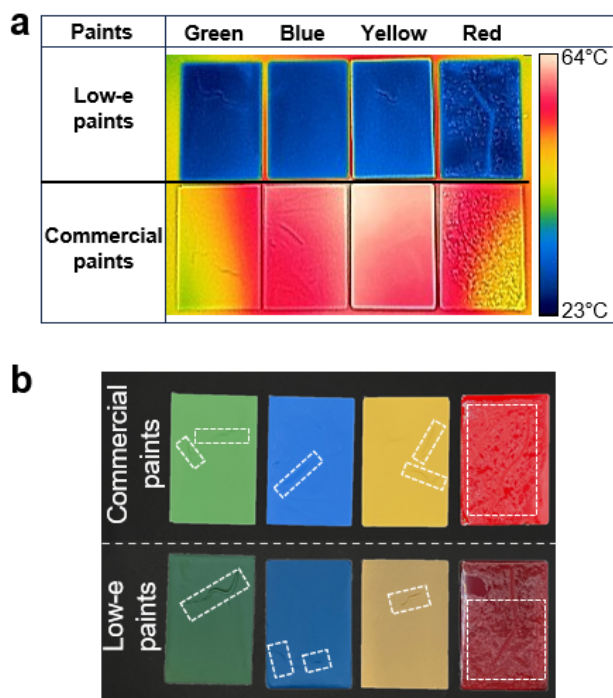 a
Paints Green Blue Yellow Red
Low-e
paints
Commercial
paints
64°C
23°C
b
Commercial
paints
Low-e
paints